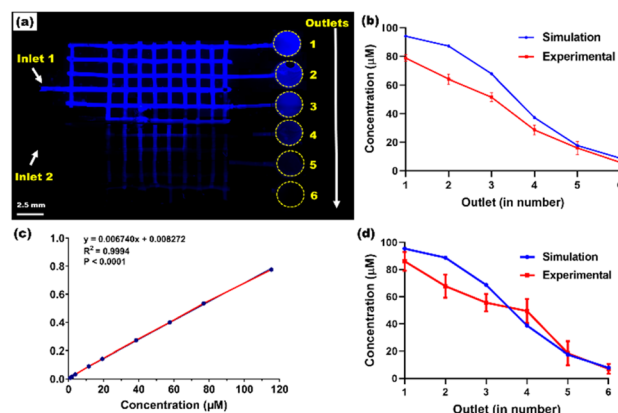 (a)
Outlets
Inlet 1
Inlet 2
1
2
3
4
5
6
2.5 mm
(b)
Concentration (µM)
100
80
60
40
20
0
Simulation
Experimental
1 2 3 4 5 6
Outlet (in number)
(c)
y = 0.006740x + 0.008272
R² = 0.9994
P < 0.0001
1.0
0.8
0.6
0.4
0.2
0.0
0 20 40 60 80 100 120
Concentration (µM)
(d)
Concentration (µM)
100
80
60
40
20
0
Simulation
Experimental
1 2 3 4 5 6
Outlet (in number)